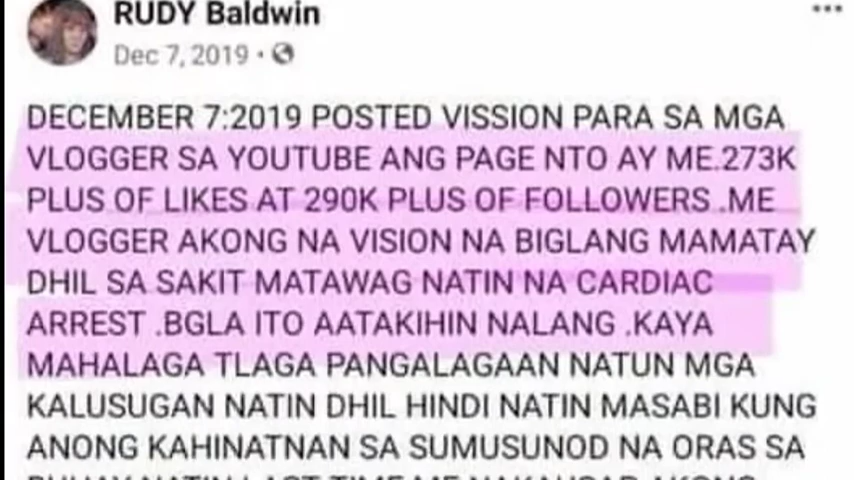 RUDY Baldwin
Dec 7, 2019 ·
DECEMBER 7:2019 POSTED VISSION PARA SA MGA
VLOGGER SA YOUTUBE ANG PAGE NTO AY ME.273K
PLUS OF LIKES AT 290K PLUS OF FOLLOWERS .ME
VLOGGER AKONG NA VISION NA BIGLANG MAMATAY
DHIL SA SAKIT MATAWAG NATIN NA CARDIAC
ARREST .BGLA ITO AATAKIHIN NALANG .KAYA
MAHALAGA TLAGA PANGALAGAAN NATUN MGA
KALUSUGAN NATIN DHIL HINDI NATIN MASABI KUNG
ANONG KAHINATNAN SA SUMUSUNOD NA ORAS SA